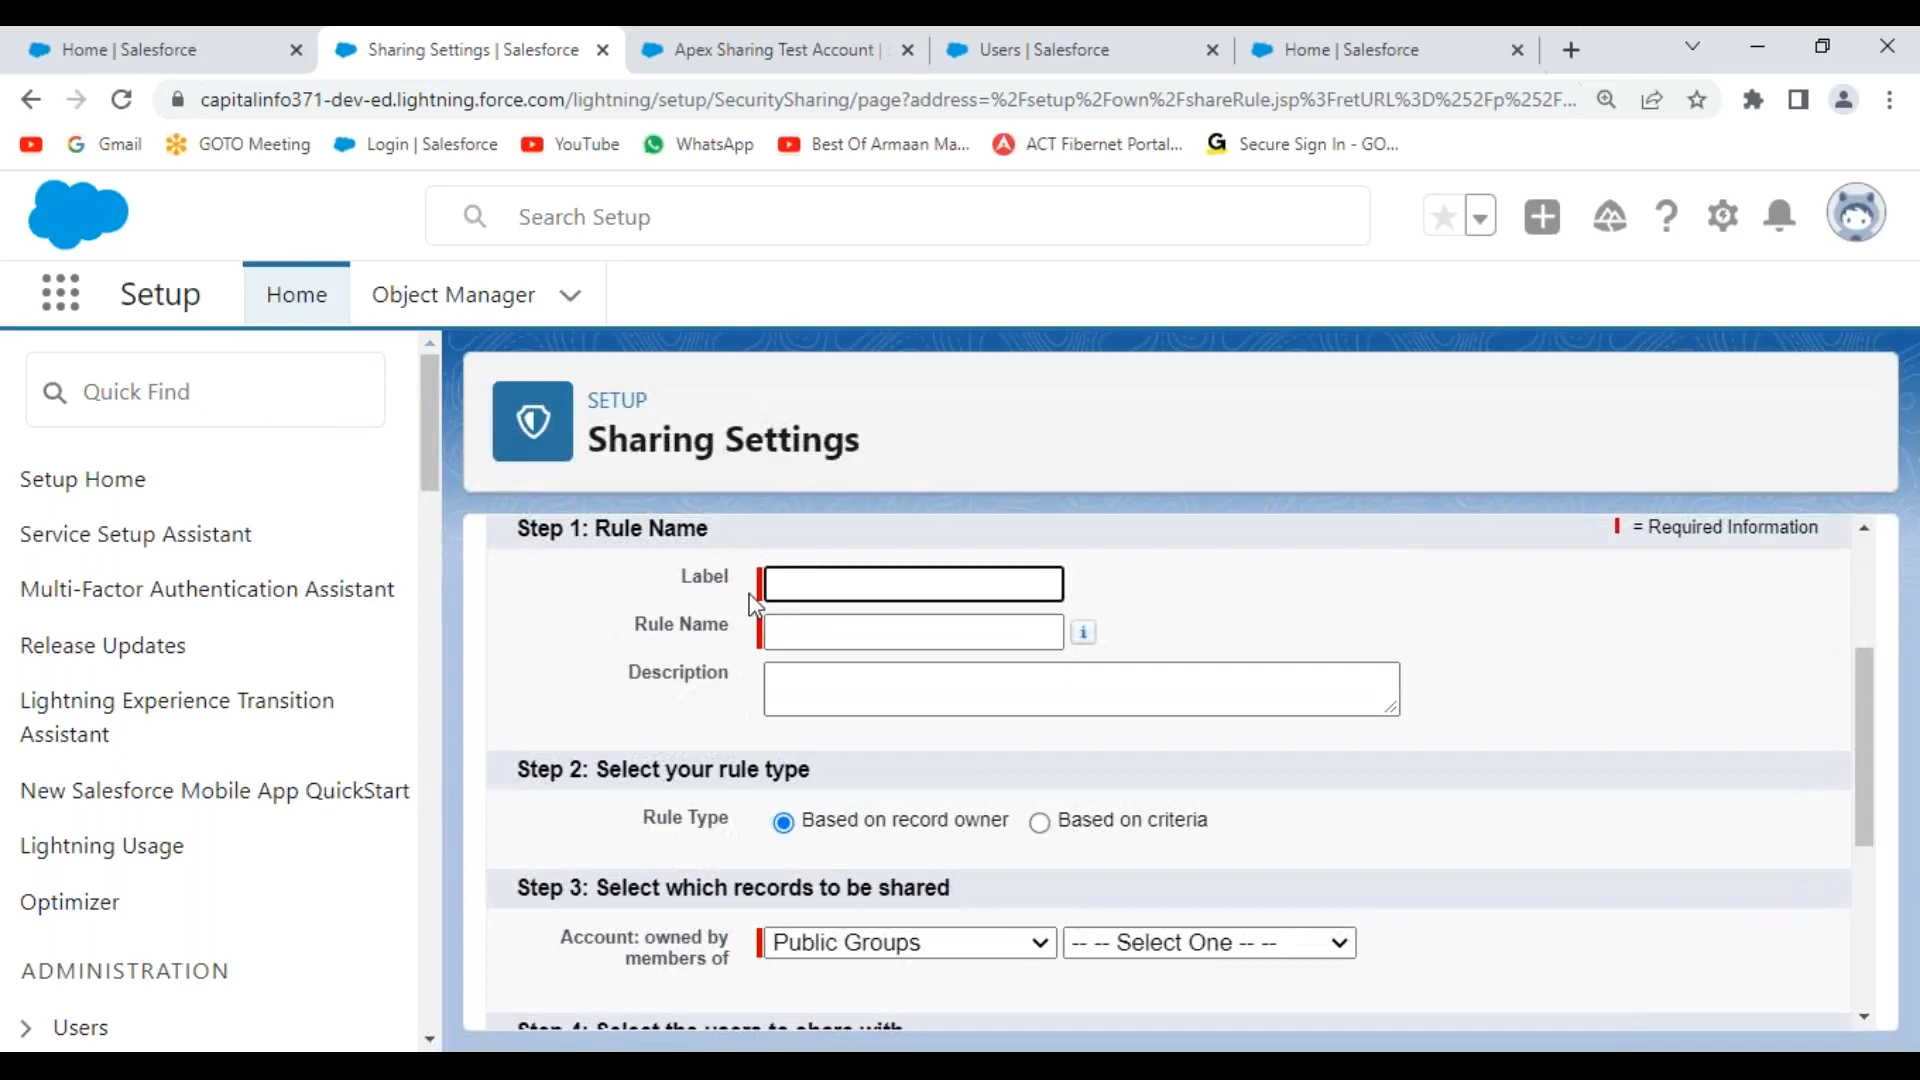 Home | Salesforce
Sharing Settings | Salesforce
Apex Sharing Test Account |
Users | Salesforce
Home | Salesforce
capitalinfo371-dev-ed.lightning.force.com/lightning/setup/SecuritySharing/page?address=%2Fsetup%2Fown%2FshareRule.jsp%3FretURL%3D%252Fp%252F...
Gmail
GOTO Meeting
Login | Salesforce
YouTube
WhatsApp
Best Of Armaan Ma...
ACT Fibernet Portal...
Secure Sign In - GO...
Search Setup
Setup
Home
Object Manager
Quick Find
Setup Home
Service Setup Assistant
Multi-Factor Authentication Assistant
Release Updates
Lightning Experience Transition
Assistant
New Salesforce Mobile App QuickStart
Lightning Usage
Optimizer
ADMINISTRATION
Users
SETUP
Sharing Settings
Step 1: Rule Name
= Required Information
Label
Rule Name
Description
Step 2: Select your rule type
Rule Type
Based on record owner
Based on criteria
Step 3: Select which records to be shared
Account: owned by
members of
Public Groups
-- -- Select One -- --
Step 4: Select the users to share with